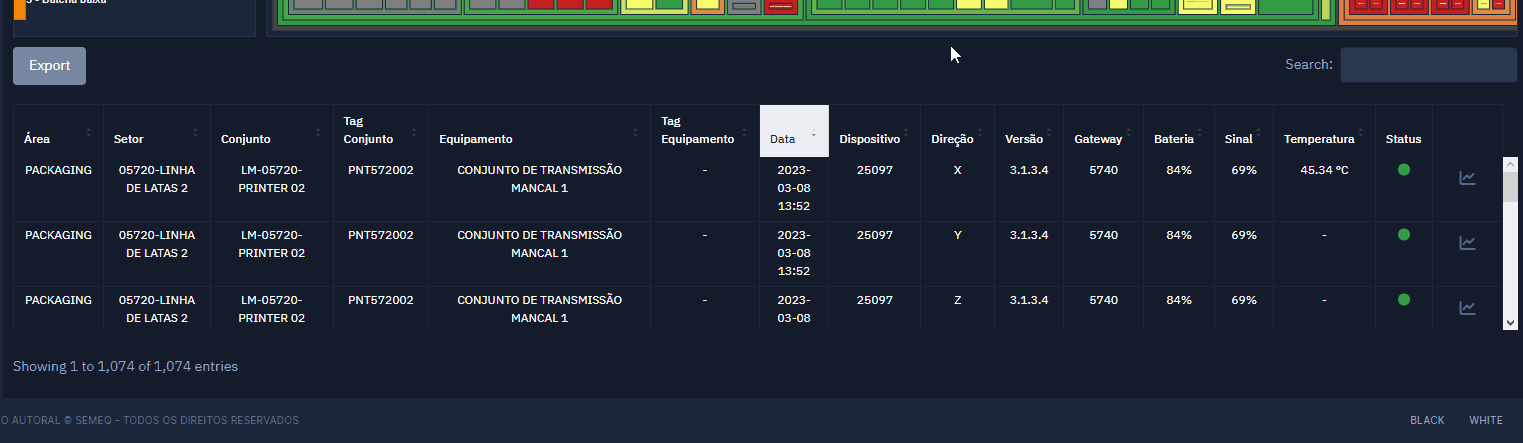 5 - Bateria baixa
Export
Search:
Área
Setor
Conjunto
Tag
Conjunto
Equipamento
Tag
Equipamento
Data
Dispositivo
Direção
Versão
Gateway
Bateria
Sinal
Temperatura
Status
PACKAGING
05720-LINHA
DE LATAS 2
LM-05720-
PRINTER 02
PNT572002
CONJUNTO DE TRANSMISSÃO
MANCAL 1
-
2023-
03-08
13:52
25097
X
3.1.3.4
5740
84%
69%
45.34 °C
PACKAGING
05720-LINHA
DE LATAS 2
LM-05720-
PRINTER 02
PNT572002
CONJUNTO DE TRANSMISSÃO
MANCAL 1
-
2023-
03-08
13:52
25097
Y
3.1.3.4
5740
84%
69%
-
PACKAGING
05720-LINHA
DE LATAS 2
LM-05720-
PRINTER 02
PNT572002
CONJUNTO DE TRANSMISSÃO
MANCAL 1
-
2023-
03-08
25097
Z
3.1.3.4
5740
84%
69%
-
Showing 1 to 1,074 of 1,074 entries
O AUTORAL © SEMEQ - TODOS OS DIREITOS RESERVADOS
BLACK
WHITE